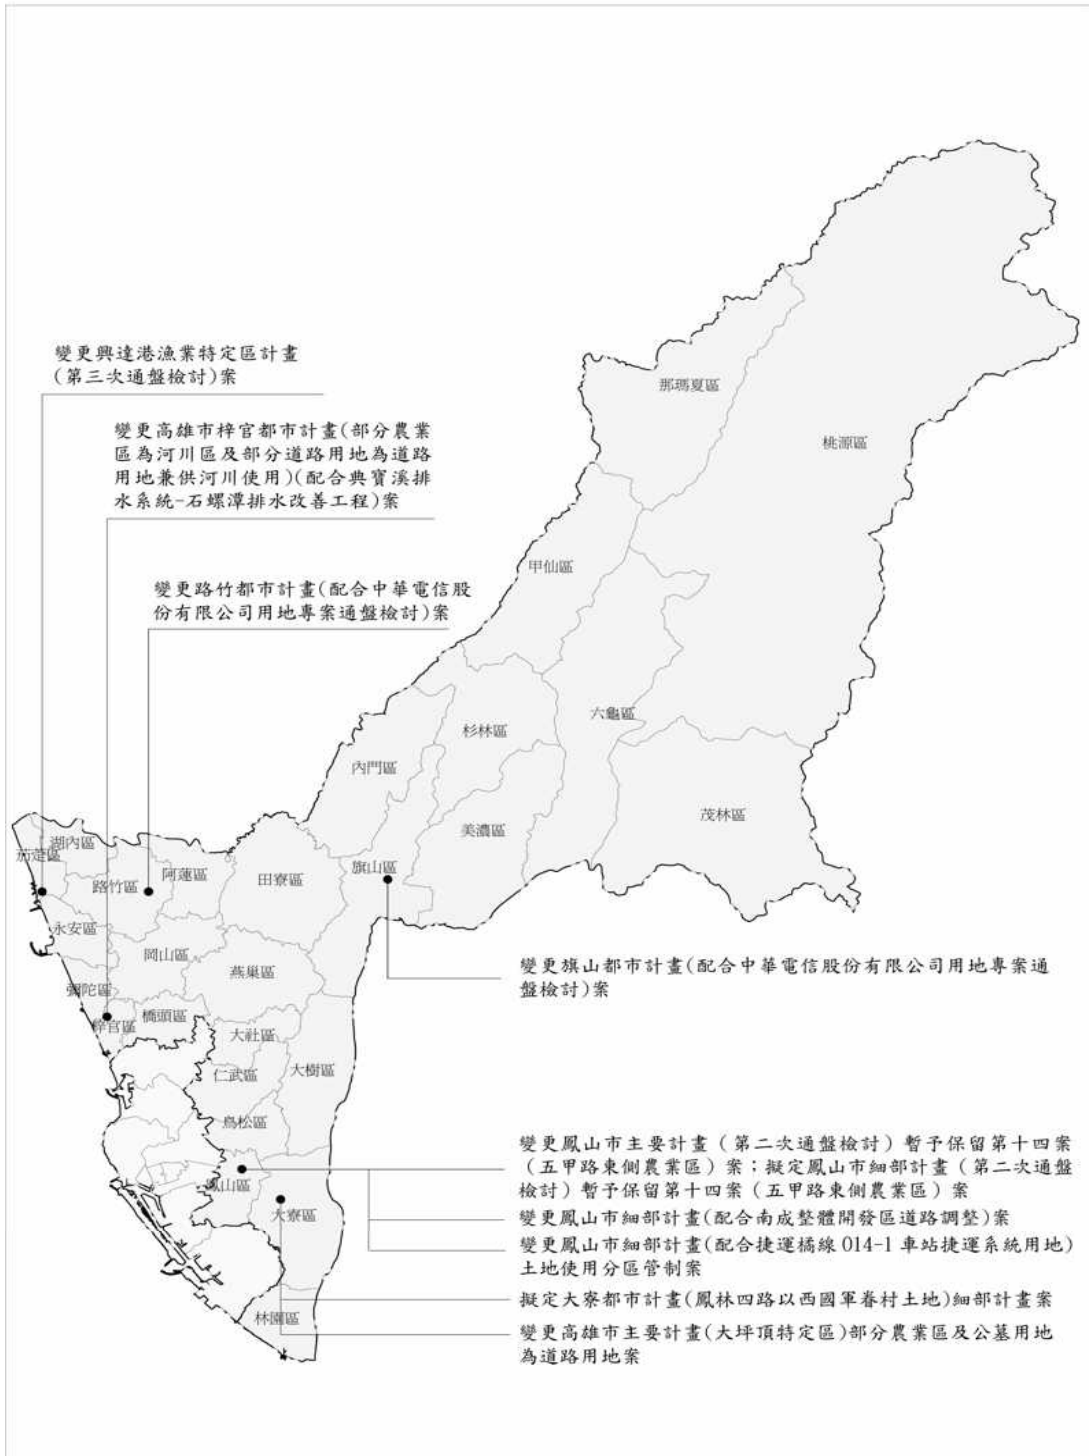 變更興達港漁業特定區計畫
(第三次通盤檢討)案
變更高雄市梓官都市計畫(部分農業
區為河川區及部分道路用地為道路
用地兼供河川使用)(配合典寶溪排
水系統-石螺潭排水改善工程)案
變更路竹都市計畫(配合中華電信股
份有限公司用地專案通盤檢討)案
那瑪夏區
桃源區
甲仙區
六龜區
杉林區
內門區
美濃區
茂林區
湖內區
茄萣區
路竹區
阿蓮區
田寮區
旗山區
永安區
岡山區
燕巢區
彌陀區
梓官區
橋頭區
大社區
仁武區
大樹區
鳥松區
鳳山區
大寮區
林園區
變更旗山都市計畫(配合中華電信股份有限公司用地專案通
盤檢討)案
變更鳳山市主要計畫(第二次通盤檢討)暫予保留第十四案
(五甲路東側農業區)案;擬定鳳山市細部計畫(第二次通盤
檢討)暫予保留第十四案(五甲路東側農業區)案
變更鳳山市細部計畫(配合南成整體開發區道路調整)案
變更鳳山市細部計畫(配合捷運橘線 014-1 車站捷運系統用地)
土地使用分區管制案
擬定大寮都市計畫(鳳林四路以西國軍眷村土地)細部計畫案
變更高雄市主要計畫(大坪頂特定區)部分農業區及公墓用地
為道路用地案